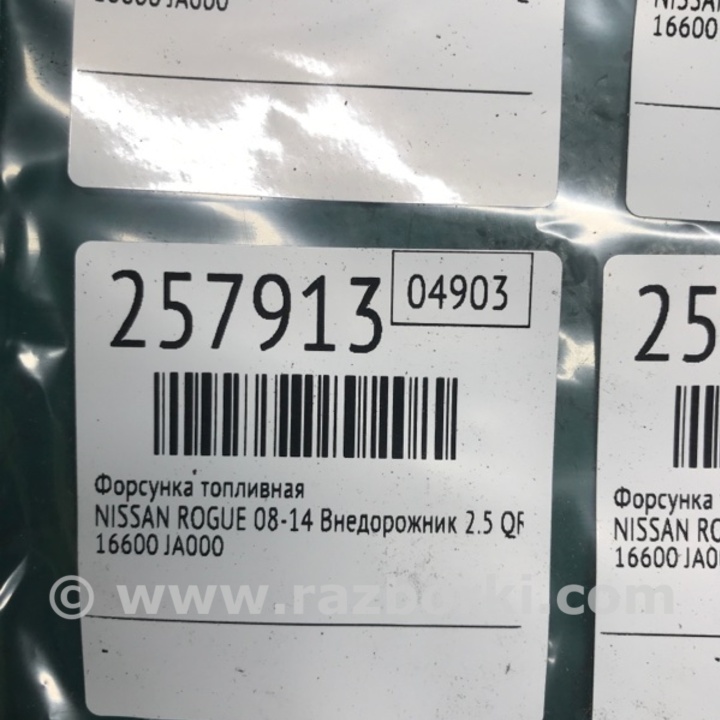 16600 JA000
16600
257913
04903
Форсунка топливная
NISSAN ROGUE 08-14 Внедорожник 2.5 QR
16600 JA000
25
Форсунка
NISSAN RO
16600 JA0
© www.razborki.com